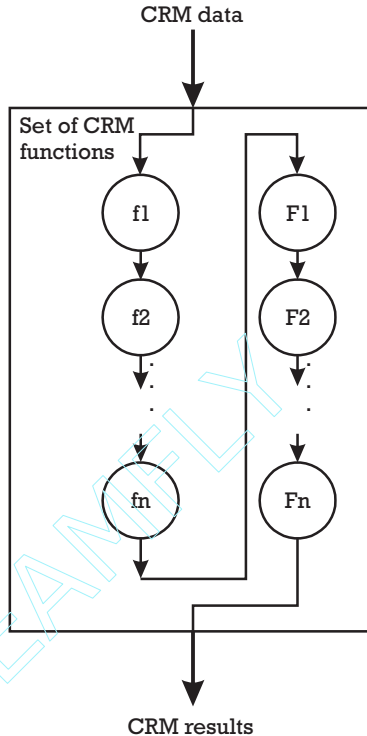 CRM data
Set of CRM
functions
f1
F1
f2
F2
fn
Fn
CRM results